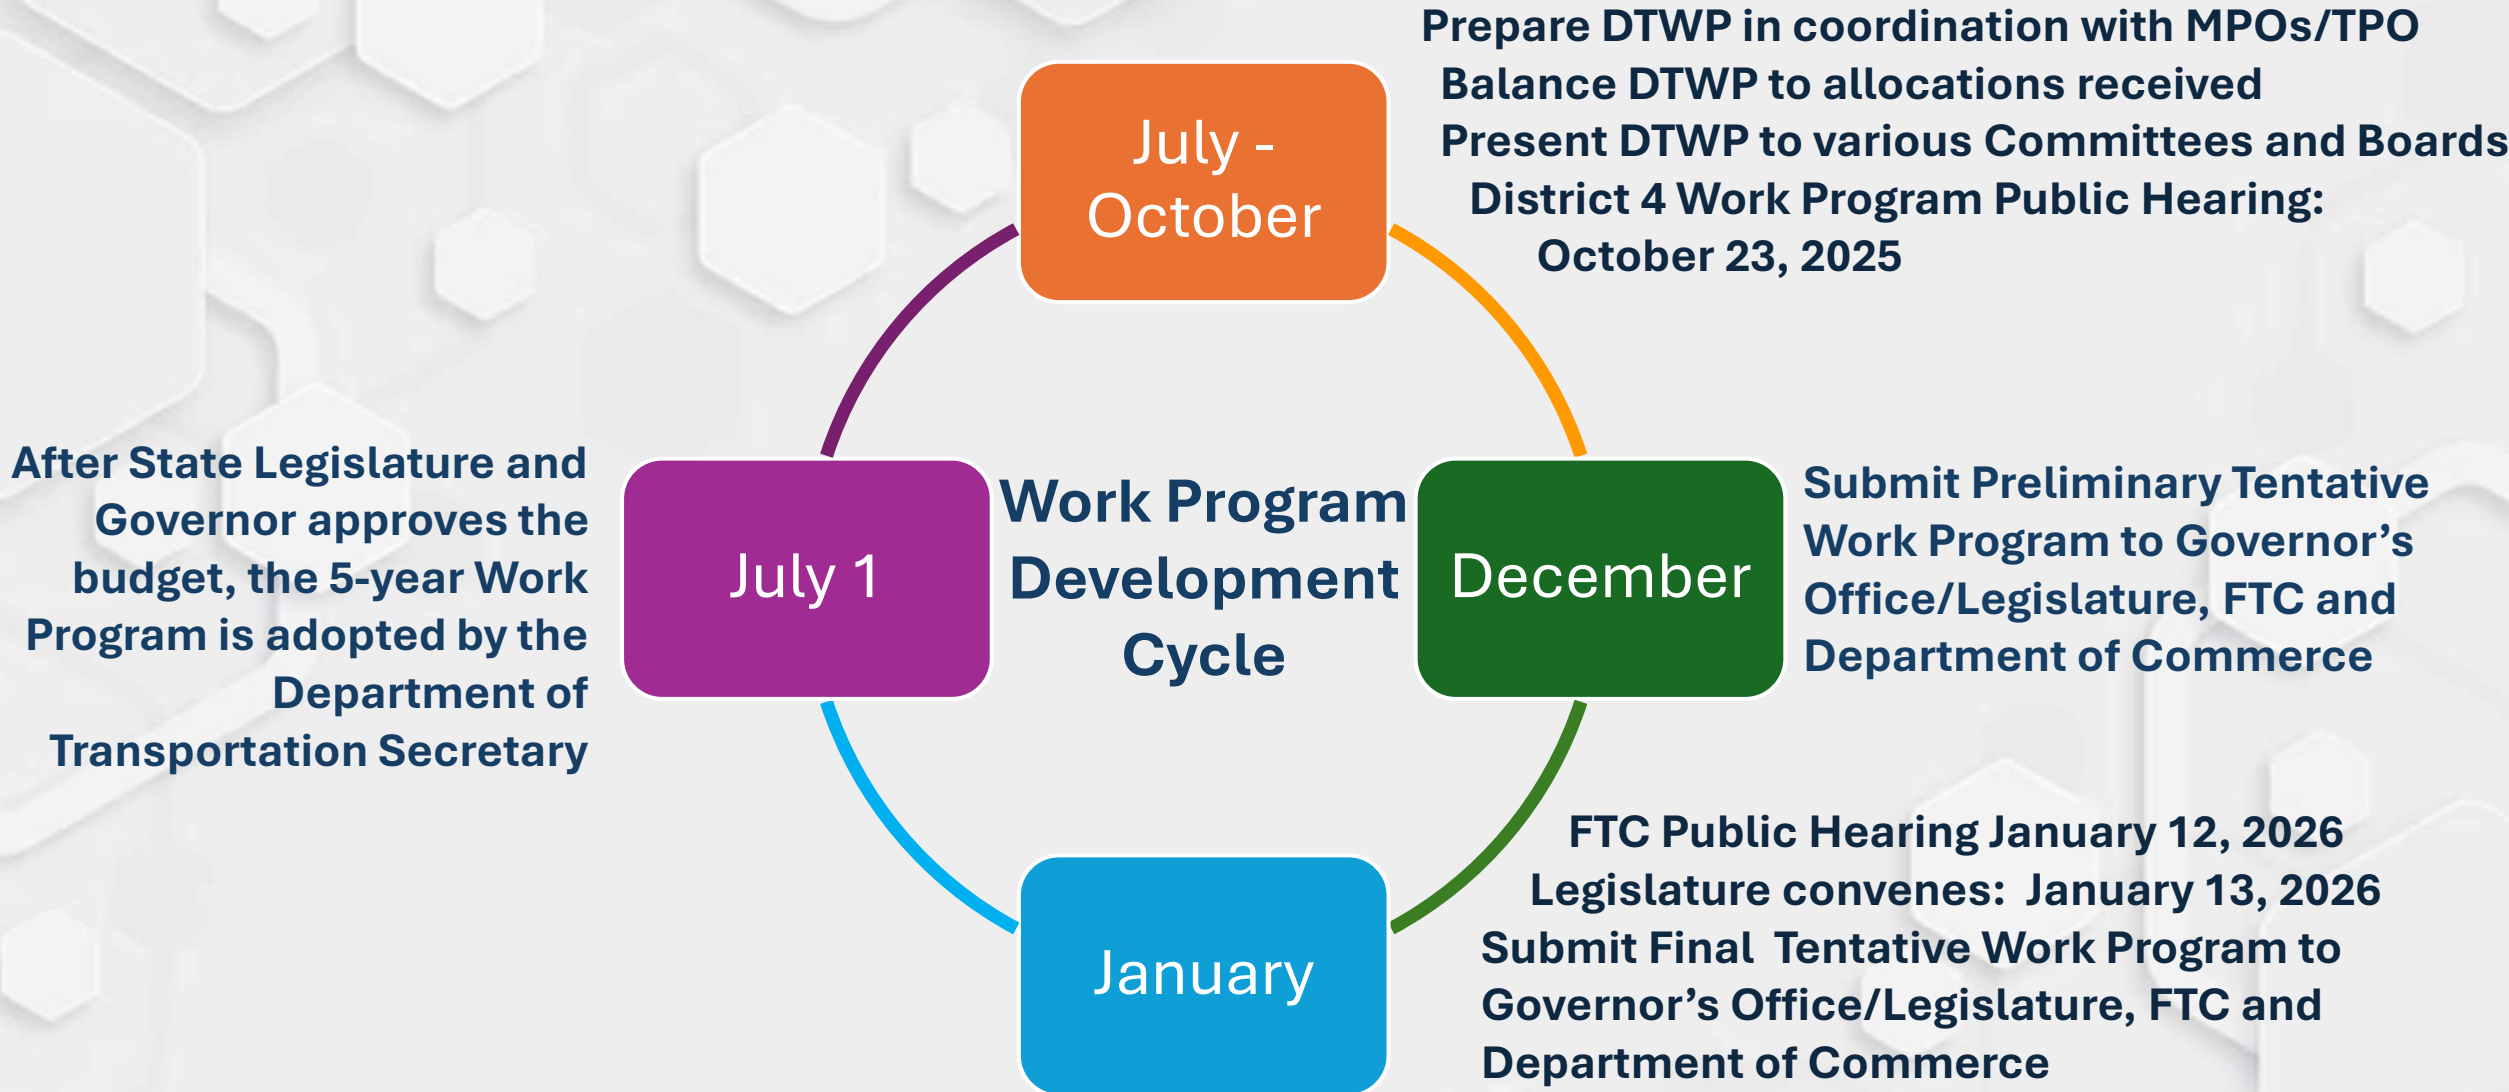 Prepare DTWP in coordination with MPOs/TPO
Balance DTWP to allocations received
Present DTWP to various Committees and Boards
District 4 Work Program Public Hearing:
October 23, 2025
July -
October
After State Legislature and
Governor approves the
budget, the 5-year Work
Program is adopted by the
Department of
Transportation Secretary
July 1
Work Program
Development
Cycle
December
Submit Preliminary Tentative
Work Program to Governor’s
Office/Legislature, FTC and
Department of Commerce
January
FTC Public Hearing January 12, 2026
Legislature convenes:  January 13, 2026
Submit Final  Tentative Work Program to
Governor’s Office/Legislature, FTC and
Department of Commerce